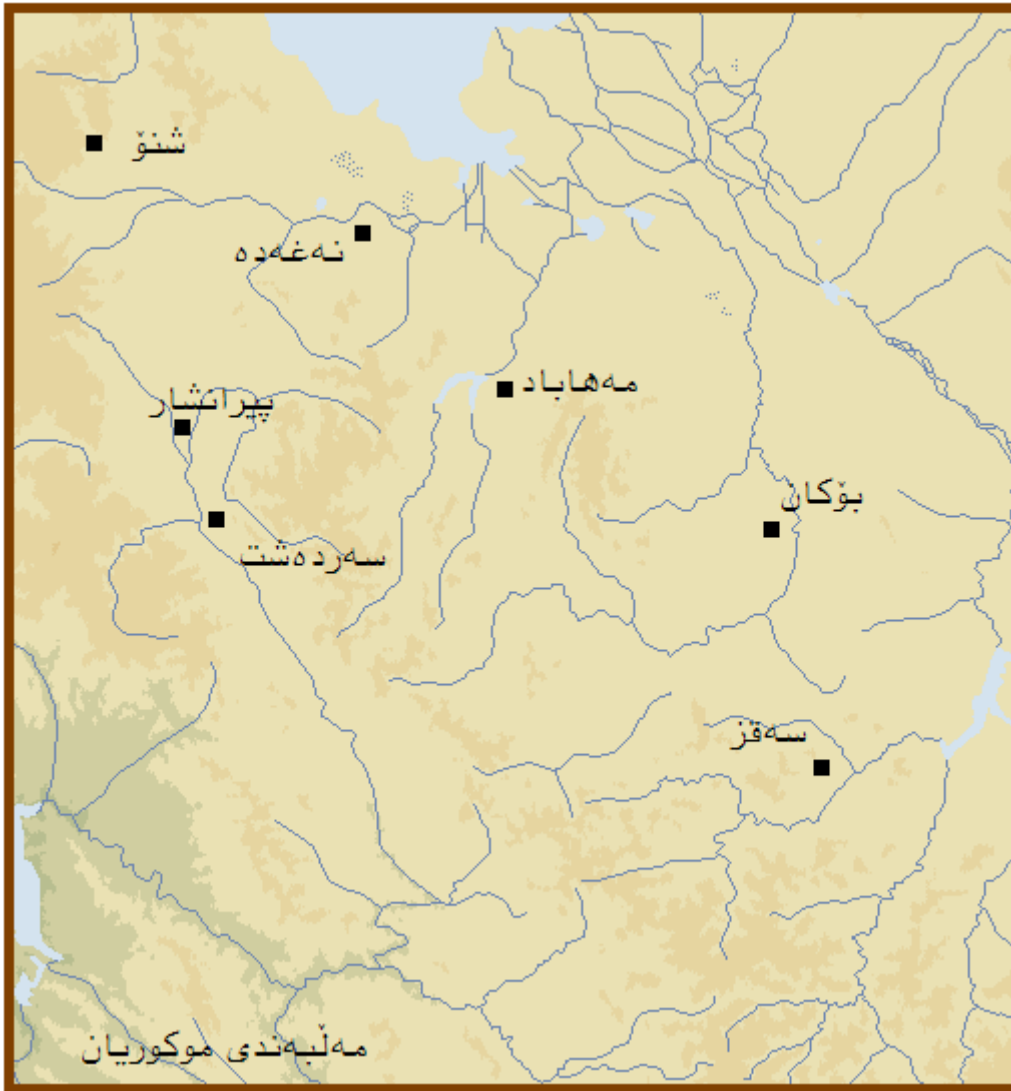 شنۆ
نەغەدە
مەهاباد
پیرانشار
بۆکان
سەردەشت
سەقز
مەڵبەندی موکوریان